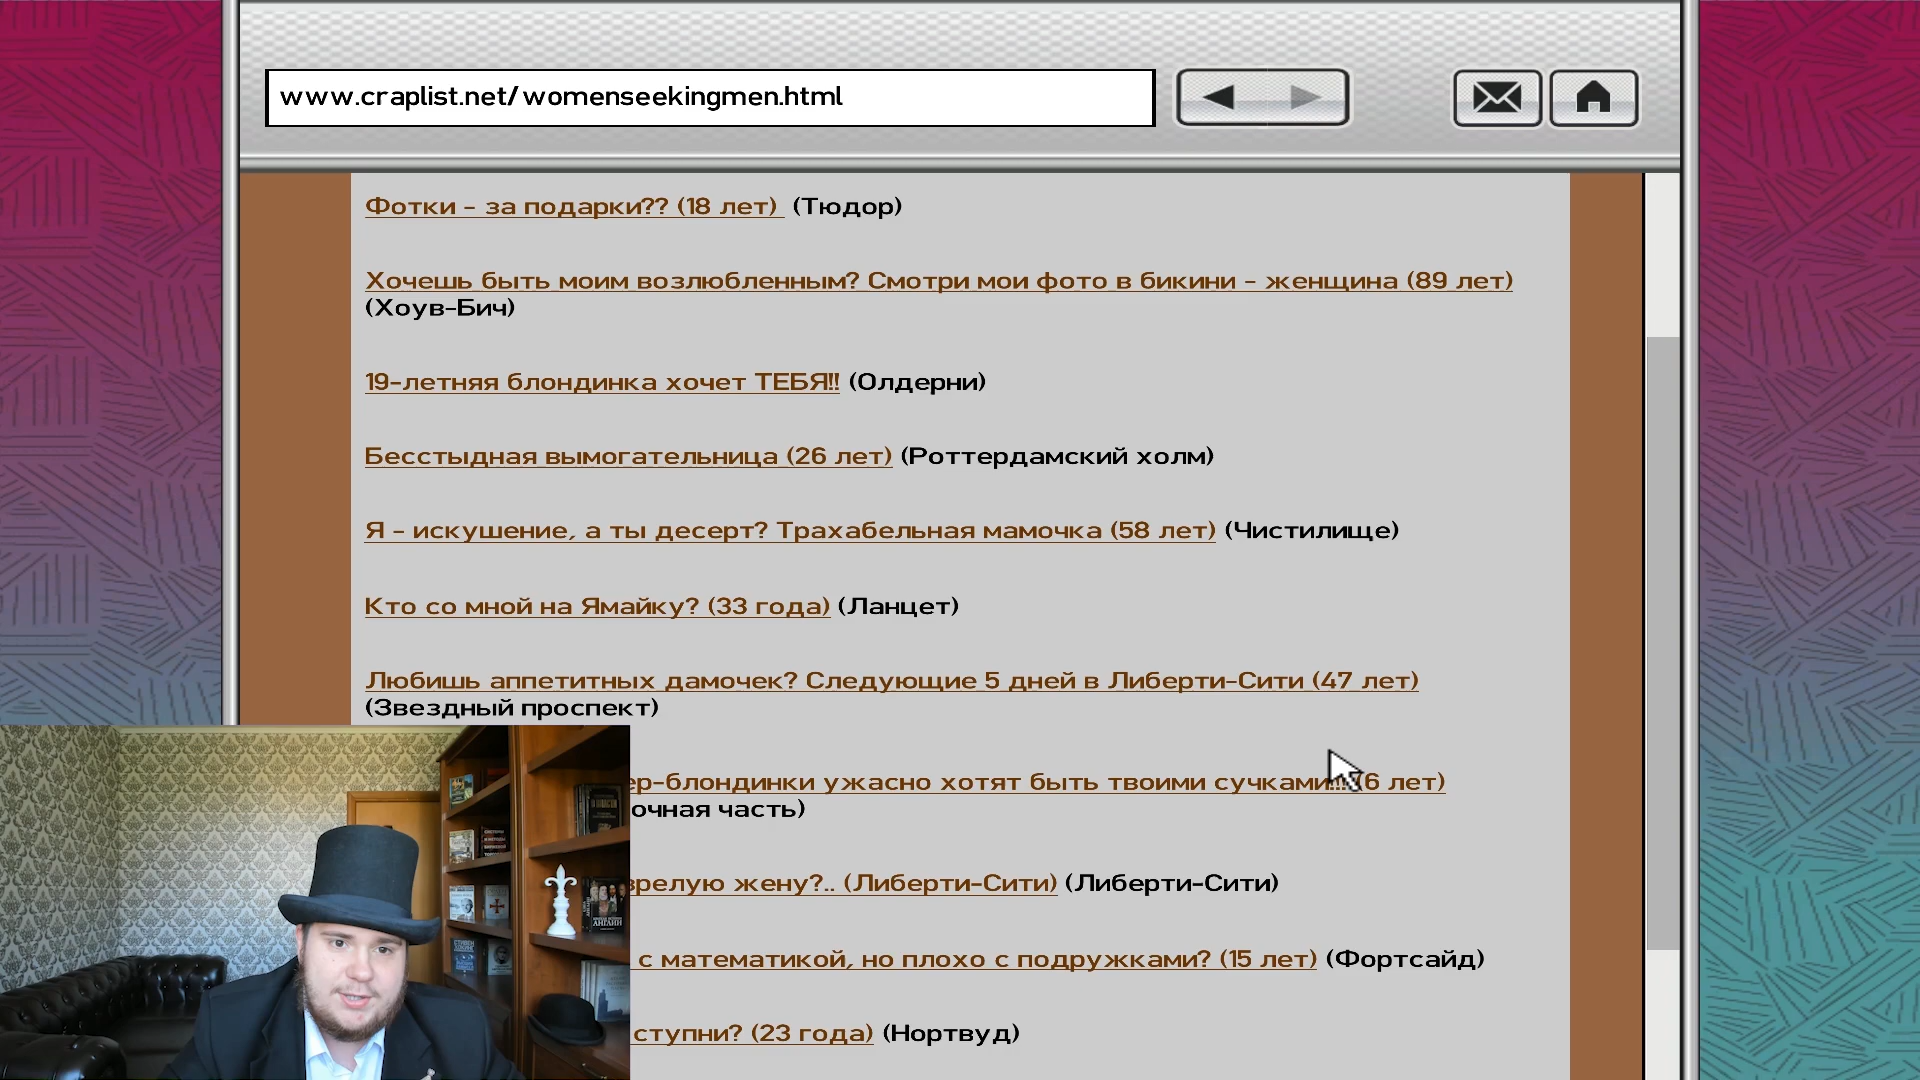 www.craplist.net/womenseekingmen.html
Фотки - за подарки?? (18 лет) (Тюдор)
Хочешь быть моим возлюбленным? Смотри мои фото в бикини - женщина (89 лет)
(Хоув-Бич)
19-летняя блондинка хочет ТЕБЯ!! (Олдерни)
Бесстыдная вымогательница (26 лет) (Роттердамский холм)
Я - искушение, а ты десерт? Трахабельная мамочка (58 лет) (Чистилище)
Кто со мной на Ямайку? (33 года) (Ланцет)
Любишь аппетитных дамочек? Следующие 5 дней в Либерти-Сити (47 лет)
(Звездный проспект)
ер-блондинки ужасно хотят быть твоими сучками лет)
очная часть)
зрелую жену?.. (Либерти-Сити) (Либерти-Сити)
с математикой, но плохо с подружками? (15 лет) (Фортсайд)
ступни? (23 года) (Нортвуд)
АНГЛИИ